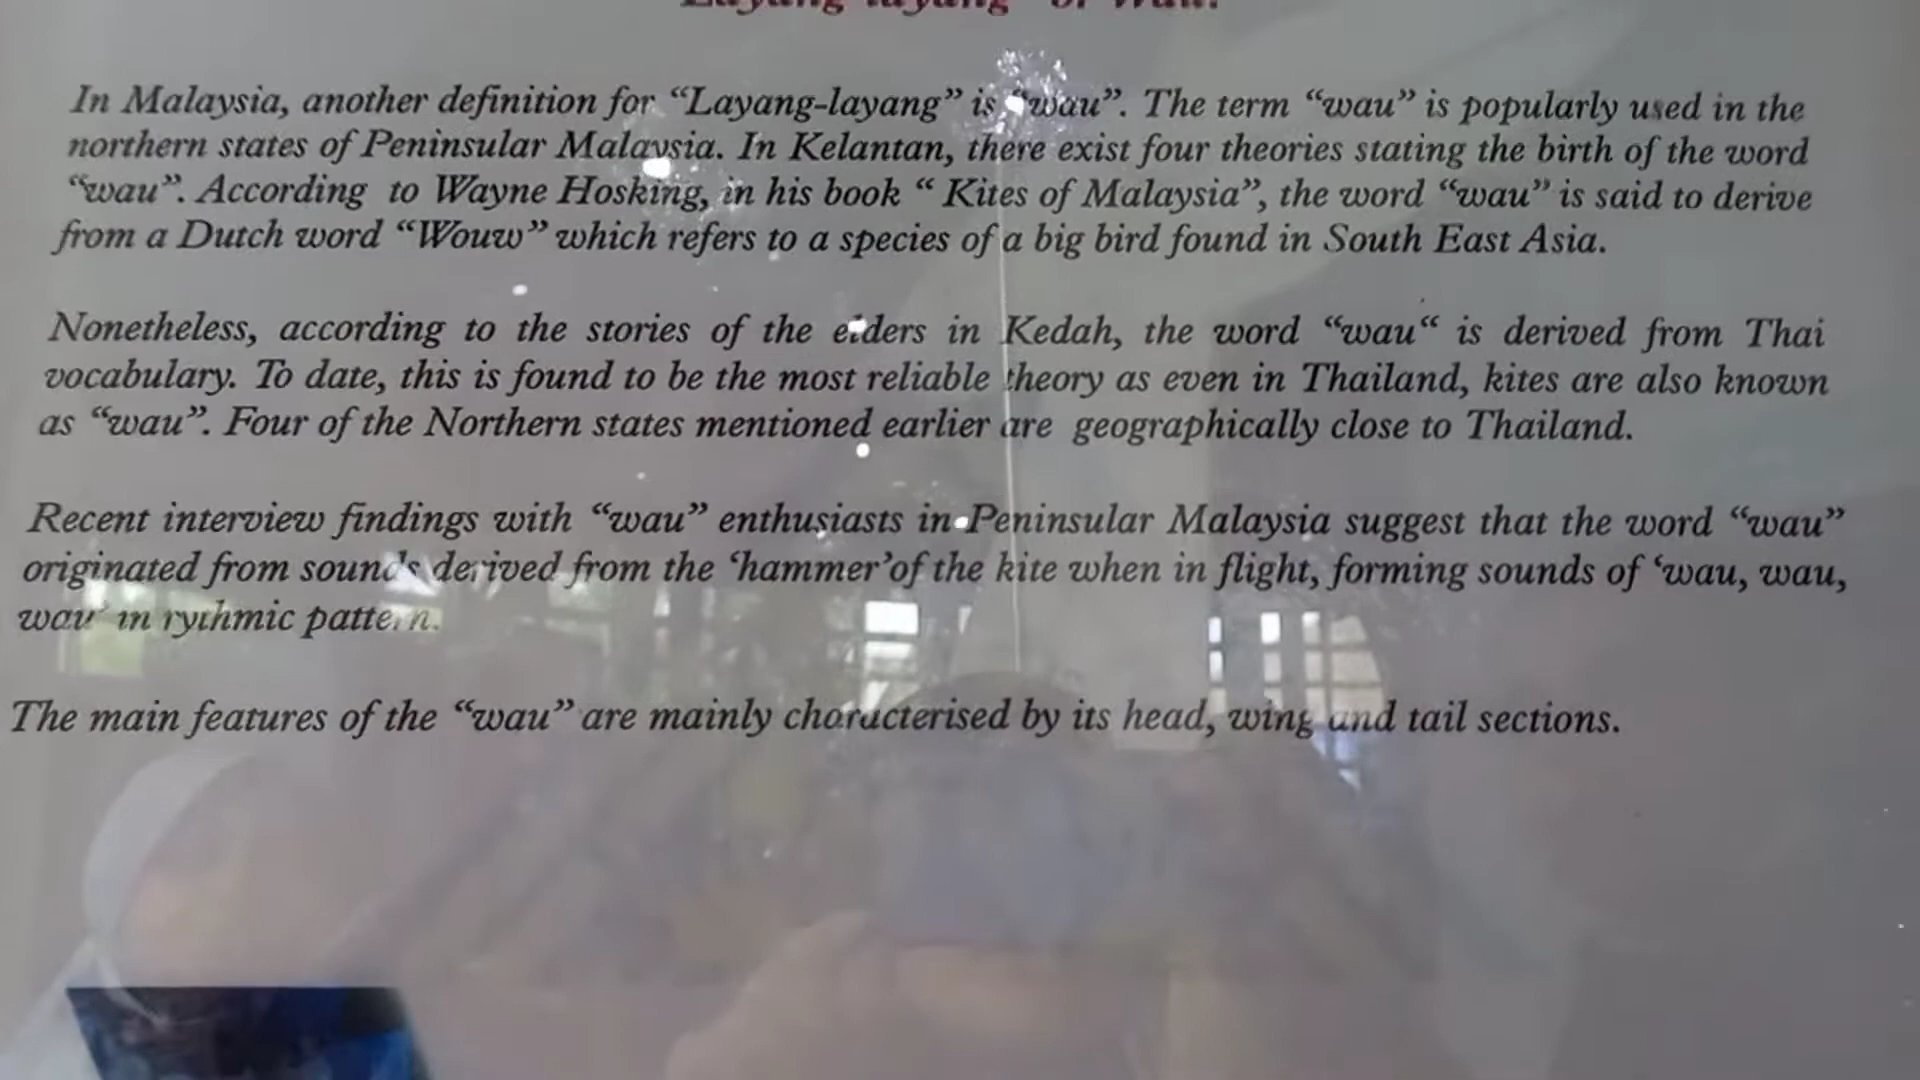 "Layang-layang" or Wau?
In Malaysia, another definition for "Layang-layang" is "wau". The term "wau" is popularly used in the
northern states of Peninsular Malaysia. In Kelantan, there exist four theories stating the birth of the word
"wau". According to Wayne Hosking, in his book " Kites of Malaysia", the word "wau" is said to derive
from a Dutch word "Wouw" which refers to a species of a big bird found in South East Asia.
Nonetheless, according to the stories of the elders in Kedah, the word "wau“ is derived from Thai
vocabulary. To date, this is found to be the most reliable theory as even in Thailand, kites are also known
as "wau". Four of the Northern states mentioned earlier are geographically close to Thailand.
Recent interview findings with "wau" enthusiasts in Peninsular Malaysia suggest that the word "wau"
originated from sounds derived from the 'hammer'of the kite when in flight, forming sounds of 'wau, wau,
wau' in rythmic pattern.
The main features of the "wau" are mainly characterised by its head, wing and tail sections.